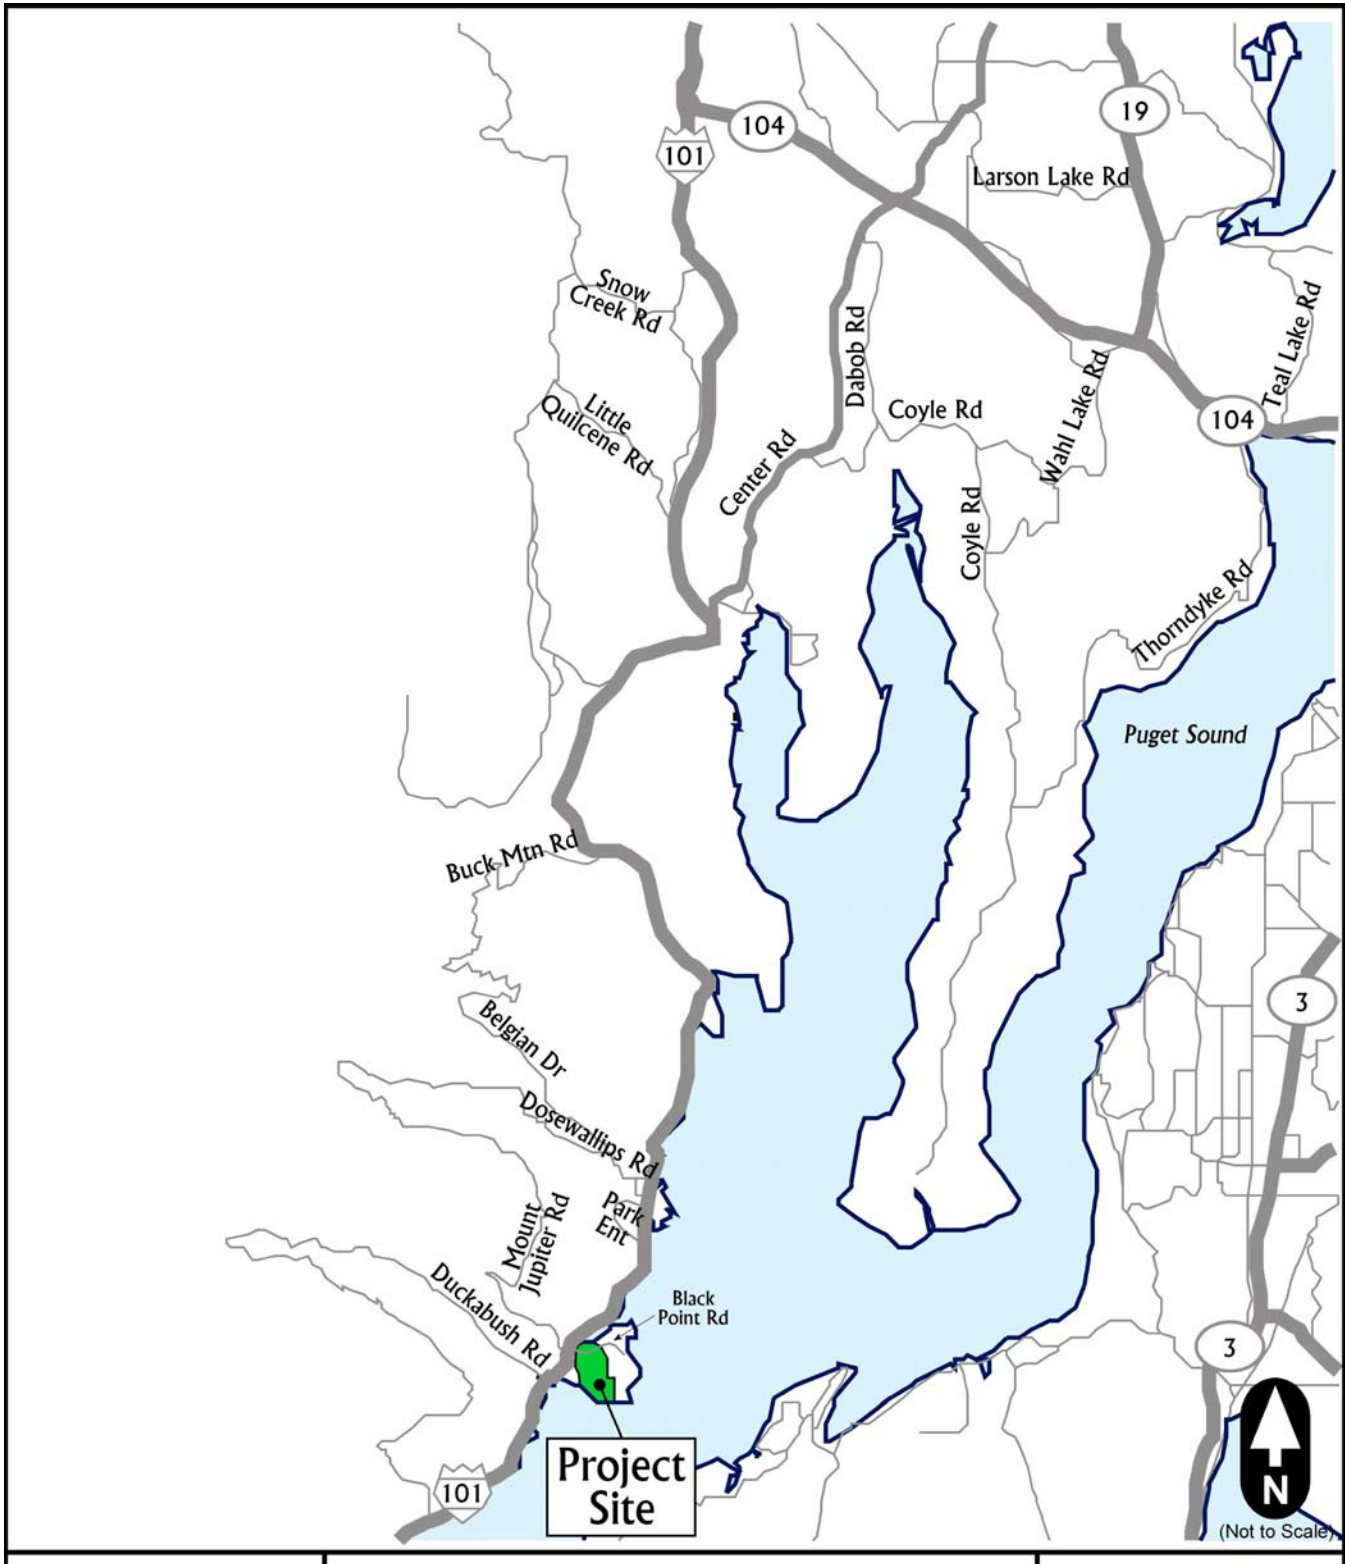 19
104
101
Larson Lake Rd
Snow
Creek Rd
Teal Lake Rd
Dabob Rd
Wahl Lake Rd
Little
Quilcene Rd
Coyle Rd
104
Center Rd
Coyle Rd
Thorndyke Rd
Puget Sound
Buck Mtn Rd
3
Belgian Dr
Dosewallips Rd
Park
Ent
Mount
Jupiter Rd
Duckabush Rd
Black
Point Rd
3
Project
Site
101
N
(Not to Scale)